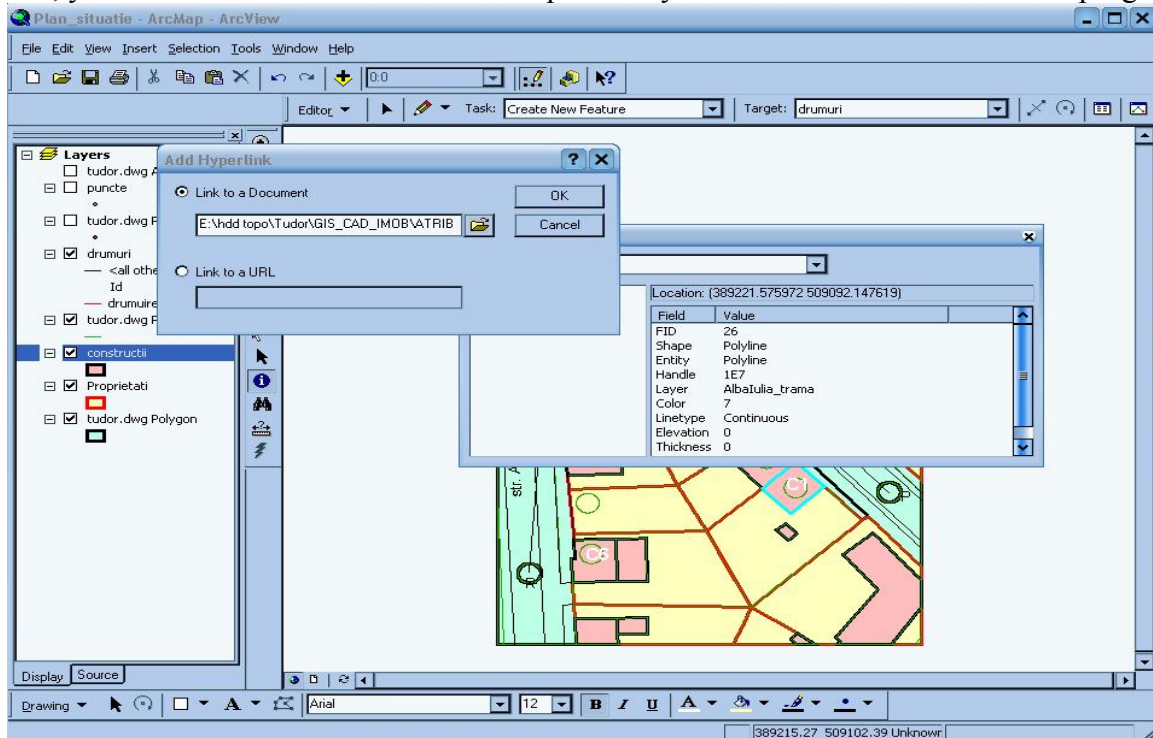 Plan_situatie - ArcMap - ArcView
File Edit View Insert Selection Tools Window Help
0:0
Editor Task: Create New Feature Target: drumuri
Layers
tudor.dwg A
puncte
tudor.dwg P
drumuri
<all othe
Id
drumuire
tudor.dwg P
constructii
Proprietati
tudor.dwg Polygon
Add Hyperlink
Link to a Document
OK
E:\hdd topo\Tudor\GIS_CAD_IMOB\ATRIB
Cancel
Link to a URL
Location: (389221.575972 509092.147619)
Field Value
FID 26
Shape Polyline
Entity Polyline
Handle 1E7
Layer AlbaIulia_trama
Color 7
Linetype Continuous
Elevation 0
Thickness 0
str. A
C1
C6
Display Source
Drawing A Arial 12 B I U A
389215.27 509102.39 Unknowr